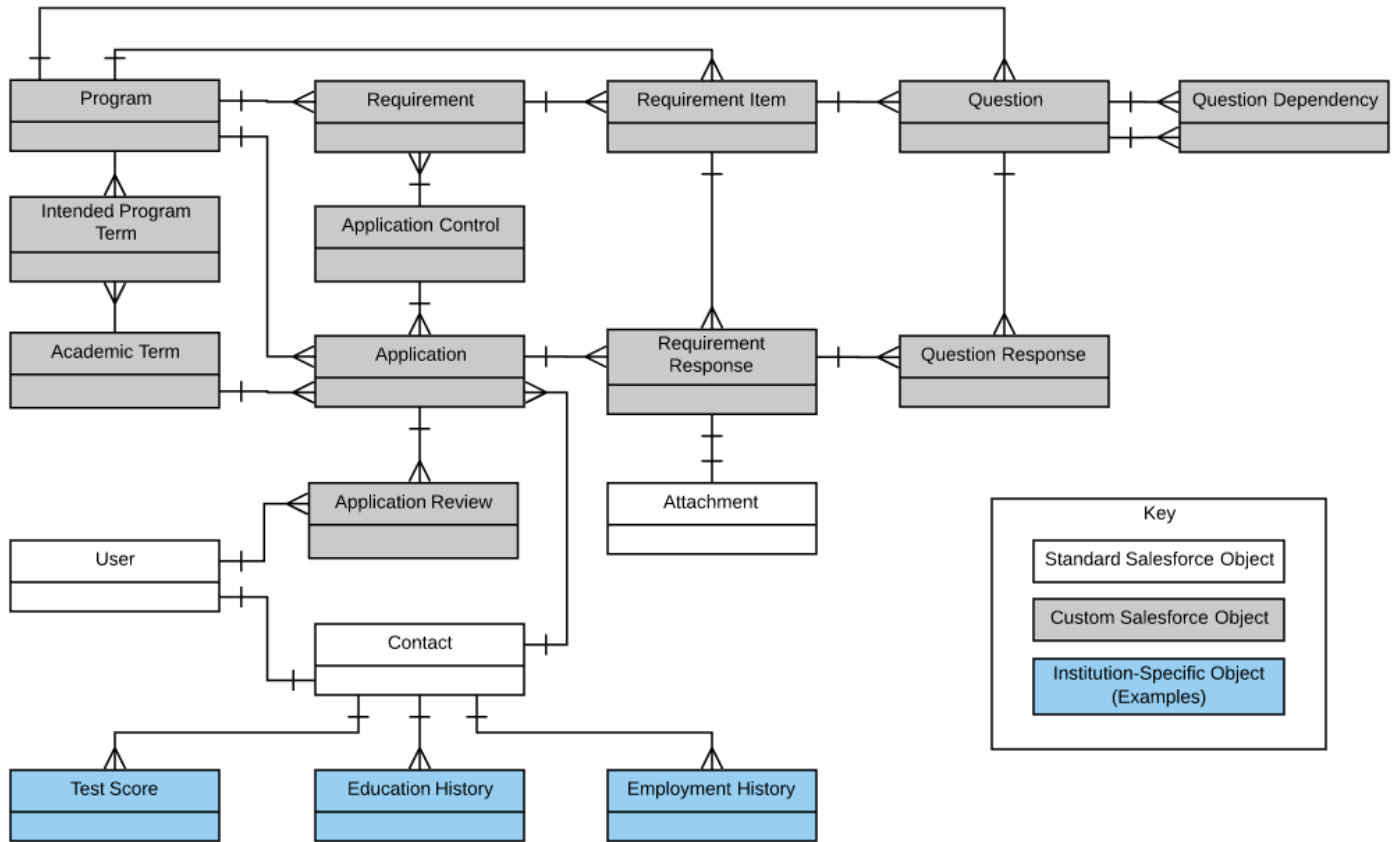 Program
Requirement
Requirement Item
Question
Question Dependency
Intended Program
Term
Application Control
Academic Term
Application
Requirement
Response
Question Response
Application Review
Attachment
User
Contact
Test Score
Education History
Employment History
Key
Standard Salesforce Object
Custom Salesforce Object
Institution-Specific Object
(Examples)